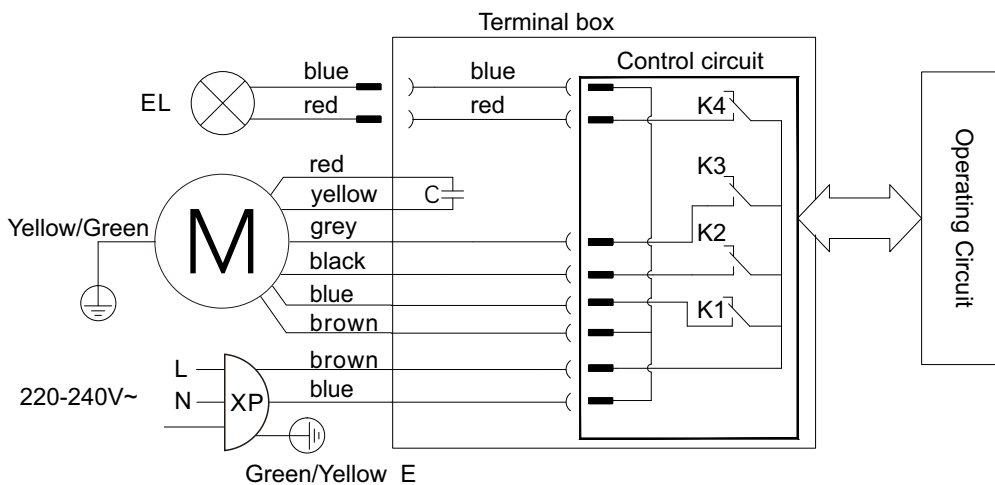 Terminal box
Control circuit
blue
blue
EL
red
red
K4
red
yellow
C
K3
Yellow/Green
M
grey
K2
black
blue
K1
brown
L
brown
220-240V~
N
XP
blue
Green/Yellow E
Operating Circuit